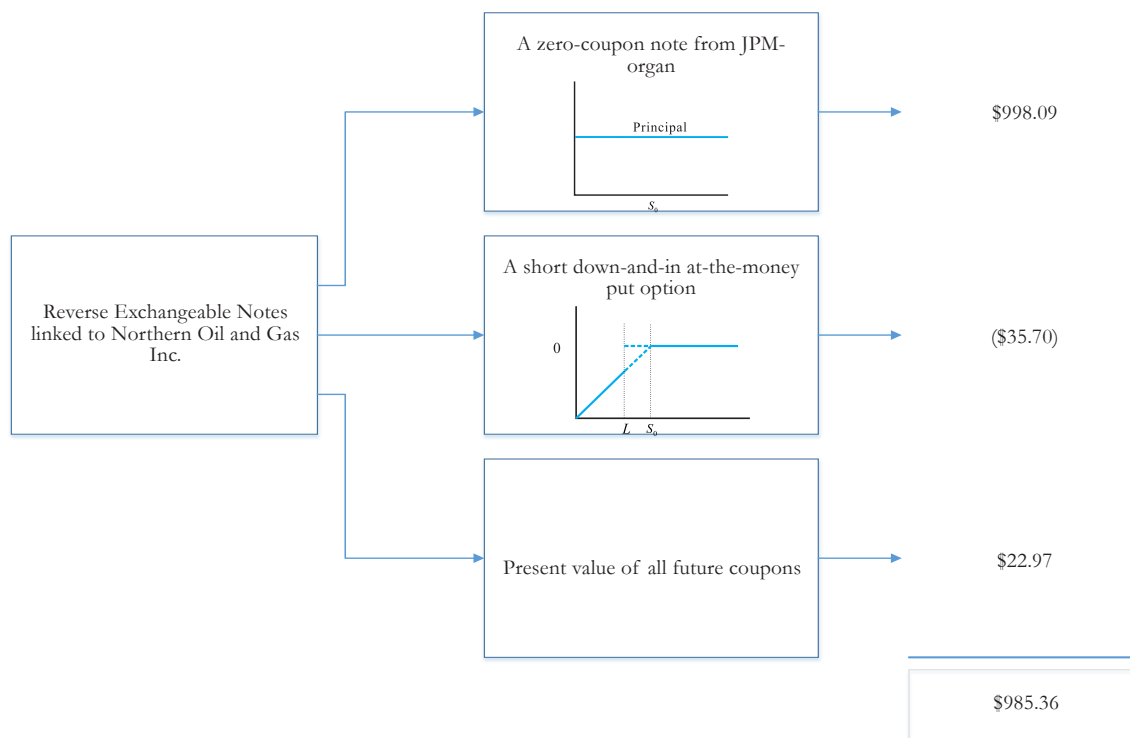 A zero-coupon note from JPM-
organ
Principal
S₀
$998.09
Reverse Exchangeable Notes
linked to Northern Oil and Gas
Inc.
A short down-and-in at-the-money
put option
0
L S₀
($35.70)
Present value of all future coupons
$22.97
$985.36